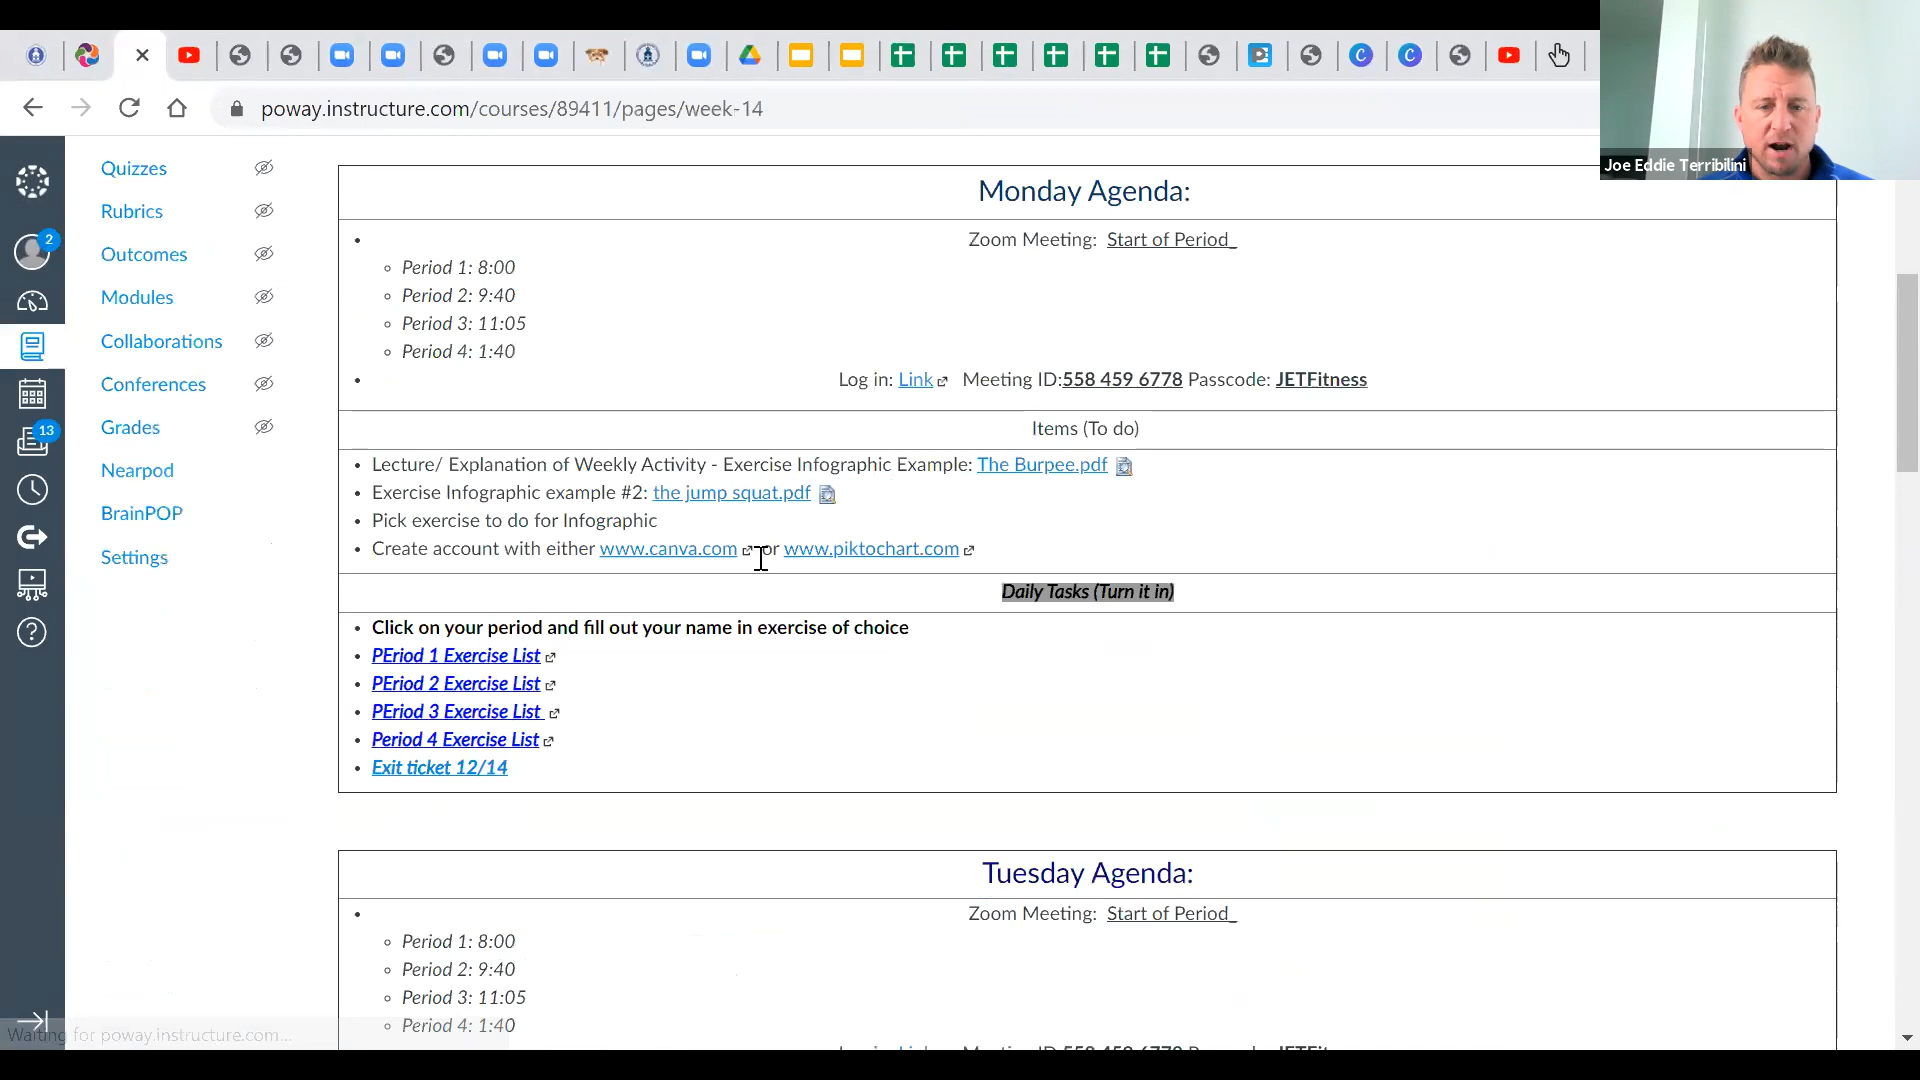 poway.instructure.com/courses/89411/pages/week-14
Joe Eddie Terribilini
2
13
Quizzes
Rubrics
Outcomes
Modules
Collaborations
Conferences
Grades
Nearpod
BrainPOP
Settings
Monday Agenda:
Zoom Meeting: Start of Period_
Period 1: 8:00
Period 2: 9:40
Period 3: 11:05
Period 4: 1:40
Log in: Link Meeting ID:558 459 6778 Passcode: JETFitness
Items (To do)
Lecture/ Explanation of Weekly Activity - Exercise Infographic Example: The Burpee.pdf
Exercise Infographic example #2: the jump squat.pdf
Pick exercise to do for Infographic
Create account with either www.canva.com or www.piktochart.com
Daily Tasks (Turn it in)
Click on your period and fill out your name in exercise of choice
PEriod 1 Exercise List
PEriod 2 Exercise List
PEriod 3 Exercise List
Period 4 Exercise List
Exit ticket 12/14
Tuesday Agenda:
Zoom Meeting: Start of Period_
Period 1: 8:00
Period 2: 9:40
Period 3: 11:05
Period 4: 1:40
Waiting for poway.instructure.com...